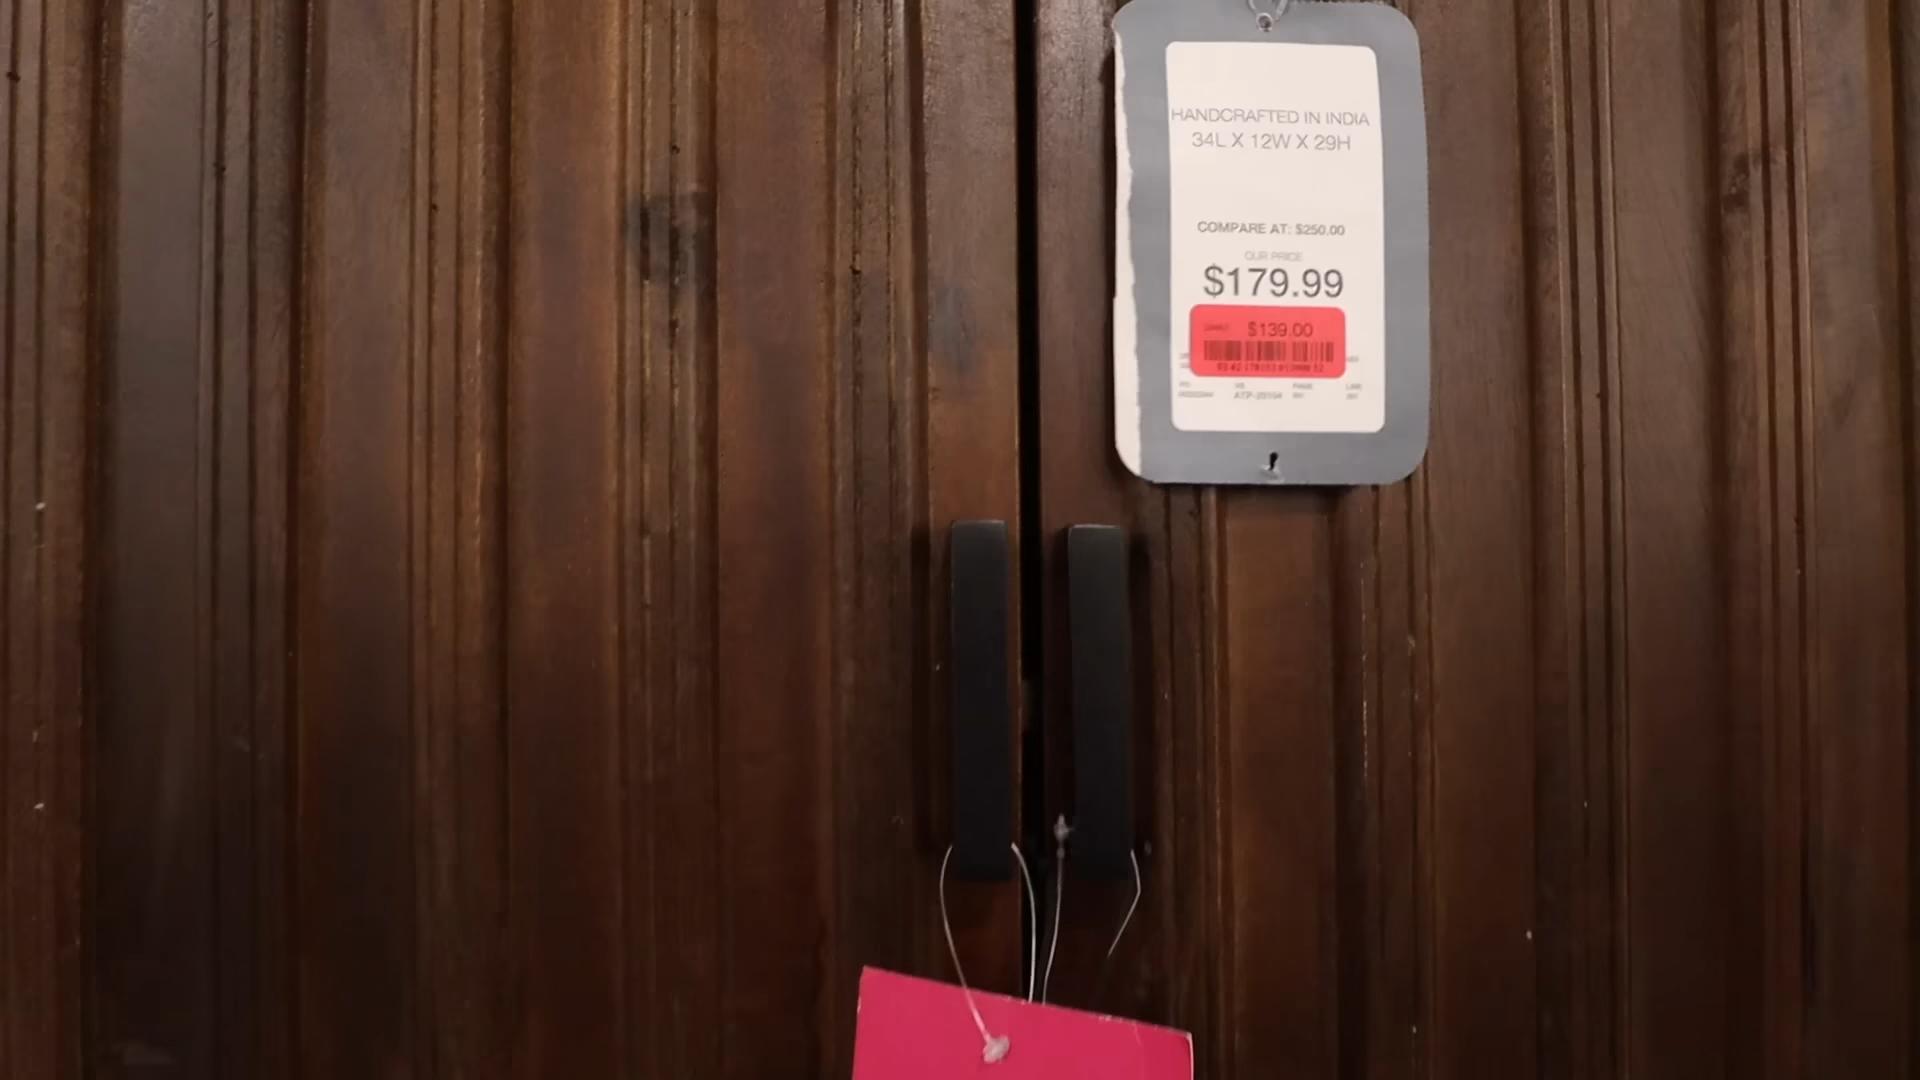 HANDCRAFTED IN INDIA
34L X 12W X 29H
COMPARE AT: $250.00
OUR PRICE
$179.99
$139.00